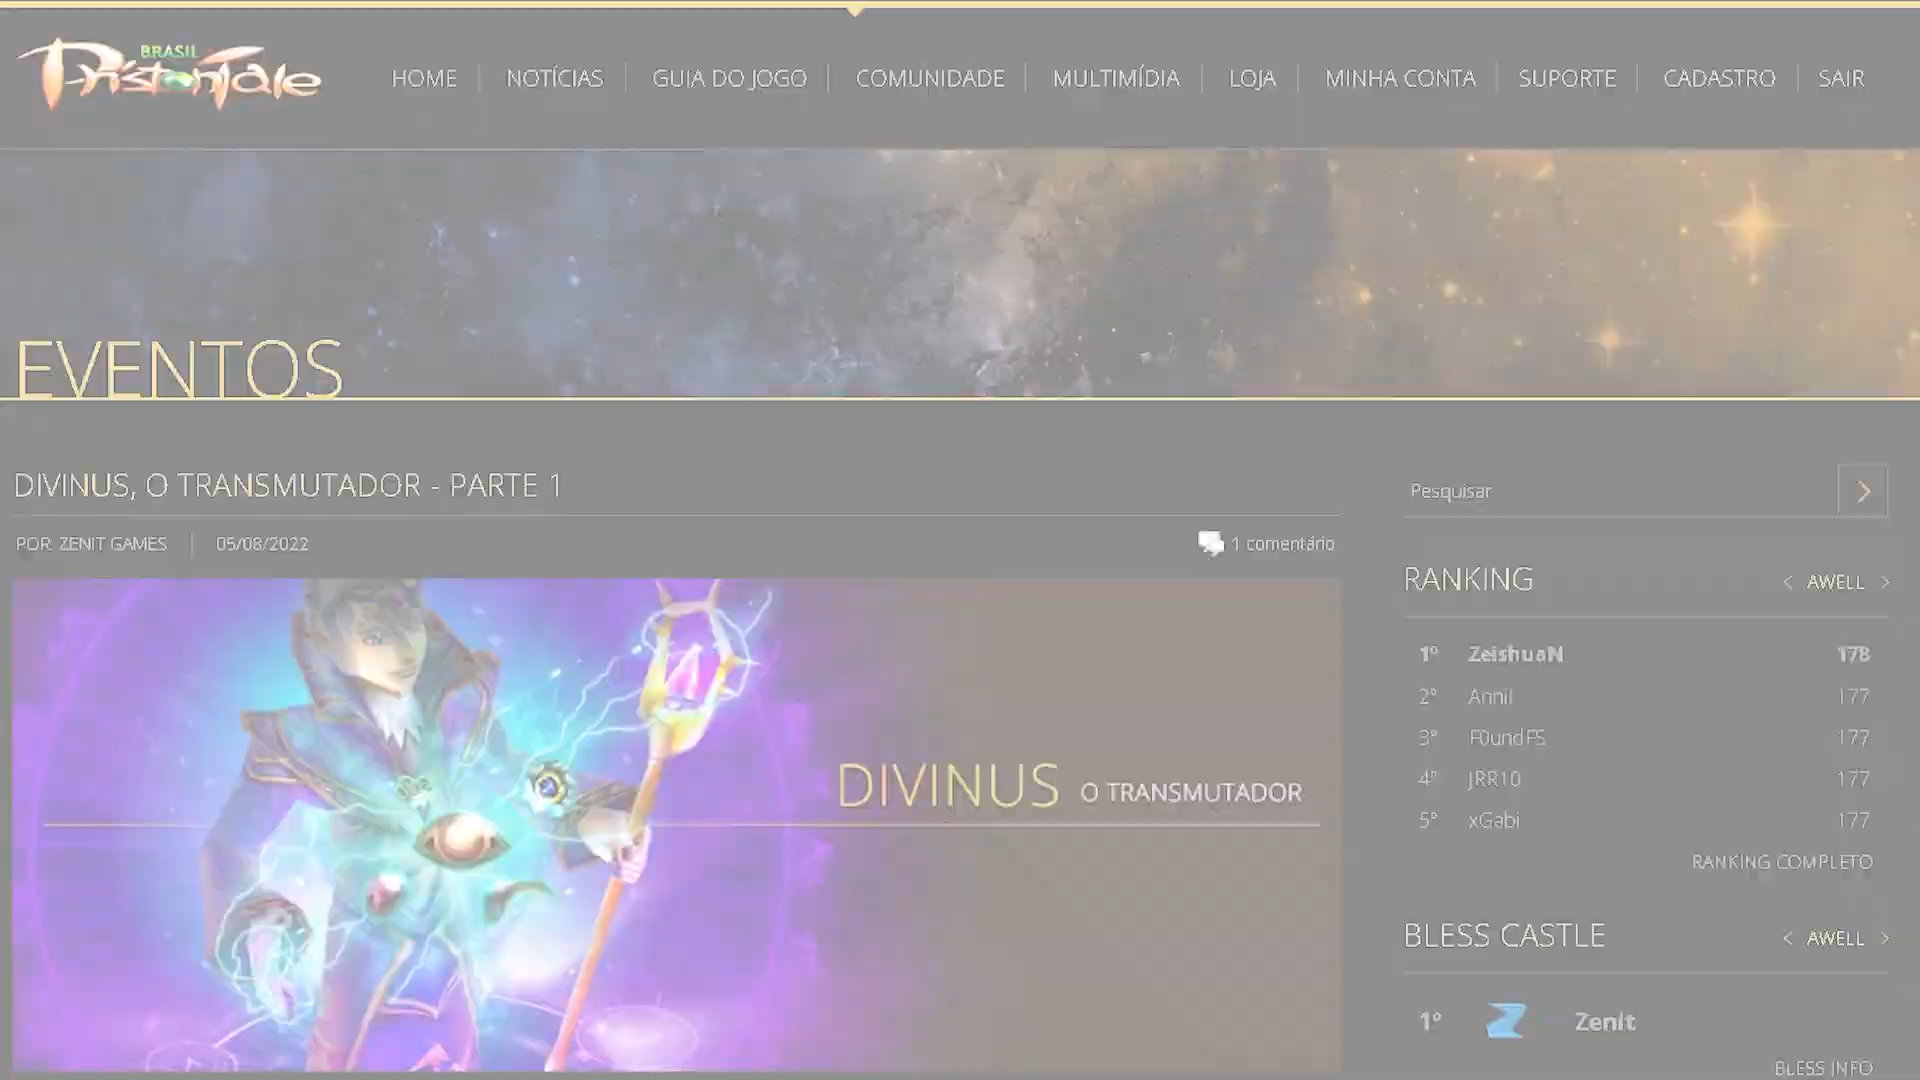 BRASIL
PristonTale
HOME
NOTÍCIAS
GUIA DO JOGO
COMUNIDADE
MULTIMÍDIA
LOJA
MINHA CONTA
SUPORTE
CADASTRO
SAIR
EVENTOS
DIVINUS, O TRANSMUTADOR - PARTE 1
POR: ZENIT GAMES
05/08/2022
1 comentário
DIVINUS O TRANSMUTADOR
Pesquisar
RANKING
< AWELL >
1º ZeishuaN 178
2º Annil 177
3º F0undFS 177
4º JRR10 177
5º xGabi 177
RANKING COMPLETO
BLESS CASTLE
< AWELL >
1º Zenit
BLESS INFO